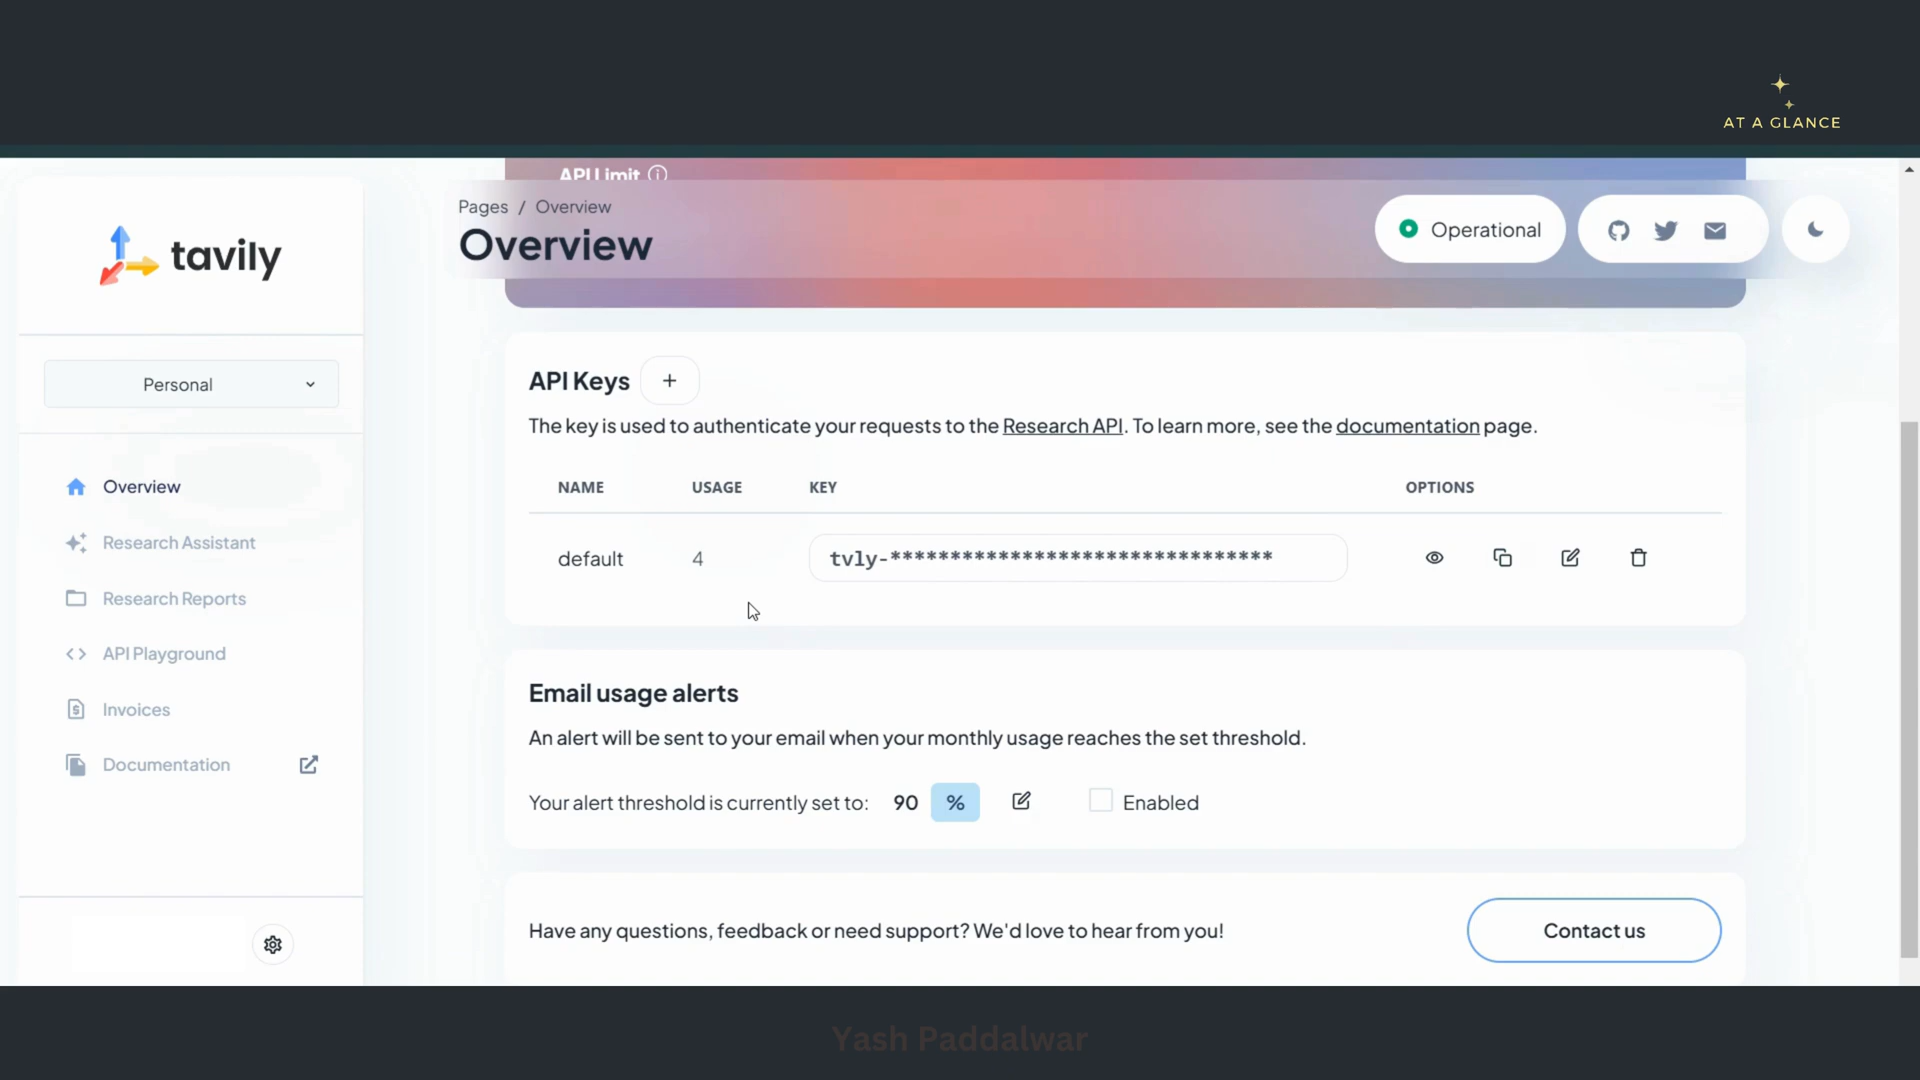 AT A GLANCE
API Limit
Pages / Overview
Overview
Operational
tavily
Personal
Overview
Research Assistant
Research Reports
API Playground
Invoices
Documentation
API Keys +
The key is used to authenticate your requests to the Research API. To learn more, see the documentation page.
NAME USAGE KEY OPTIONS
default 4 tvly-********************************
Email usage alerts
An alert will be sent to your email when your monthly usage reaches the set threshold.
Your alert threshold is currently set to: 90 % Enabled
Have any questions, feedback or need support? We'd love to hear from you!
Contact us
Yash Paddalwar